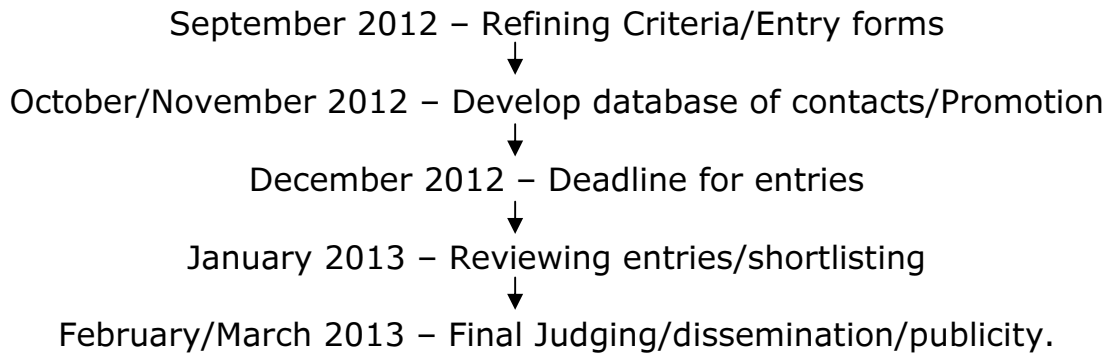 September 2012 – Refining Criteria/Entry forms
October/November 2012 – Develop database of contacts/Promotion
December 2012 – Deadline for entries
January 2013 – Reviewing entries/shortlisting
February/March 2013 – Final Judging/dissemination/publicity.